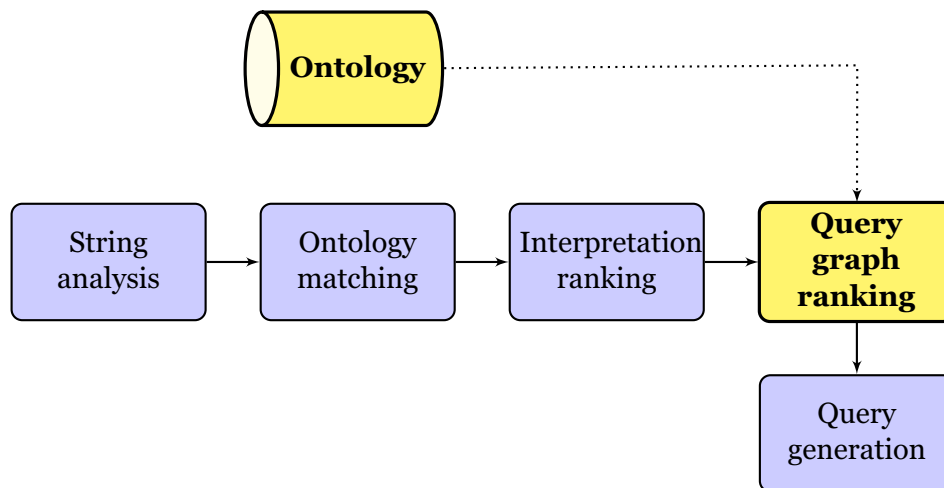 Ontology
String
analysis
Ontology
matching
Interpretation
ranking
Query
graph
ranking
Query
generation